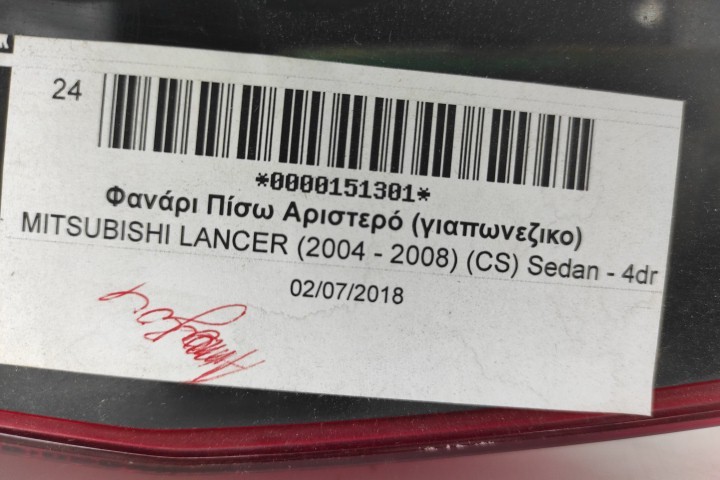 24
*0000151301*
Φανάρι Πίσω Αριστερό (γιαπωνεζικο)
MITSUBISHI LANCER (2004 - 2008) (CS) Sedan - 4dr
02/07/2018